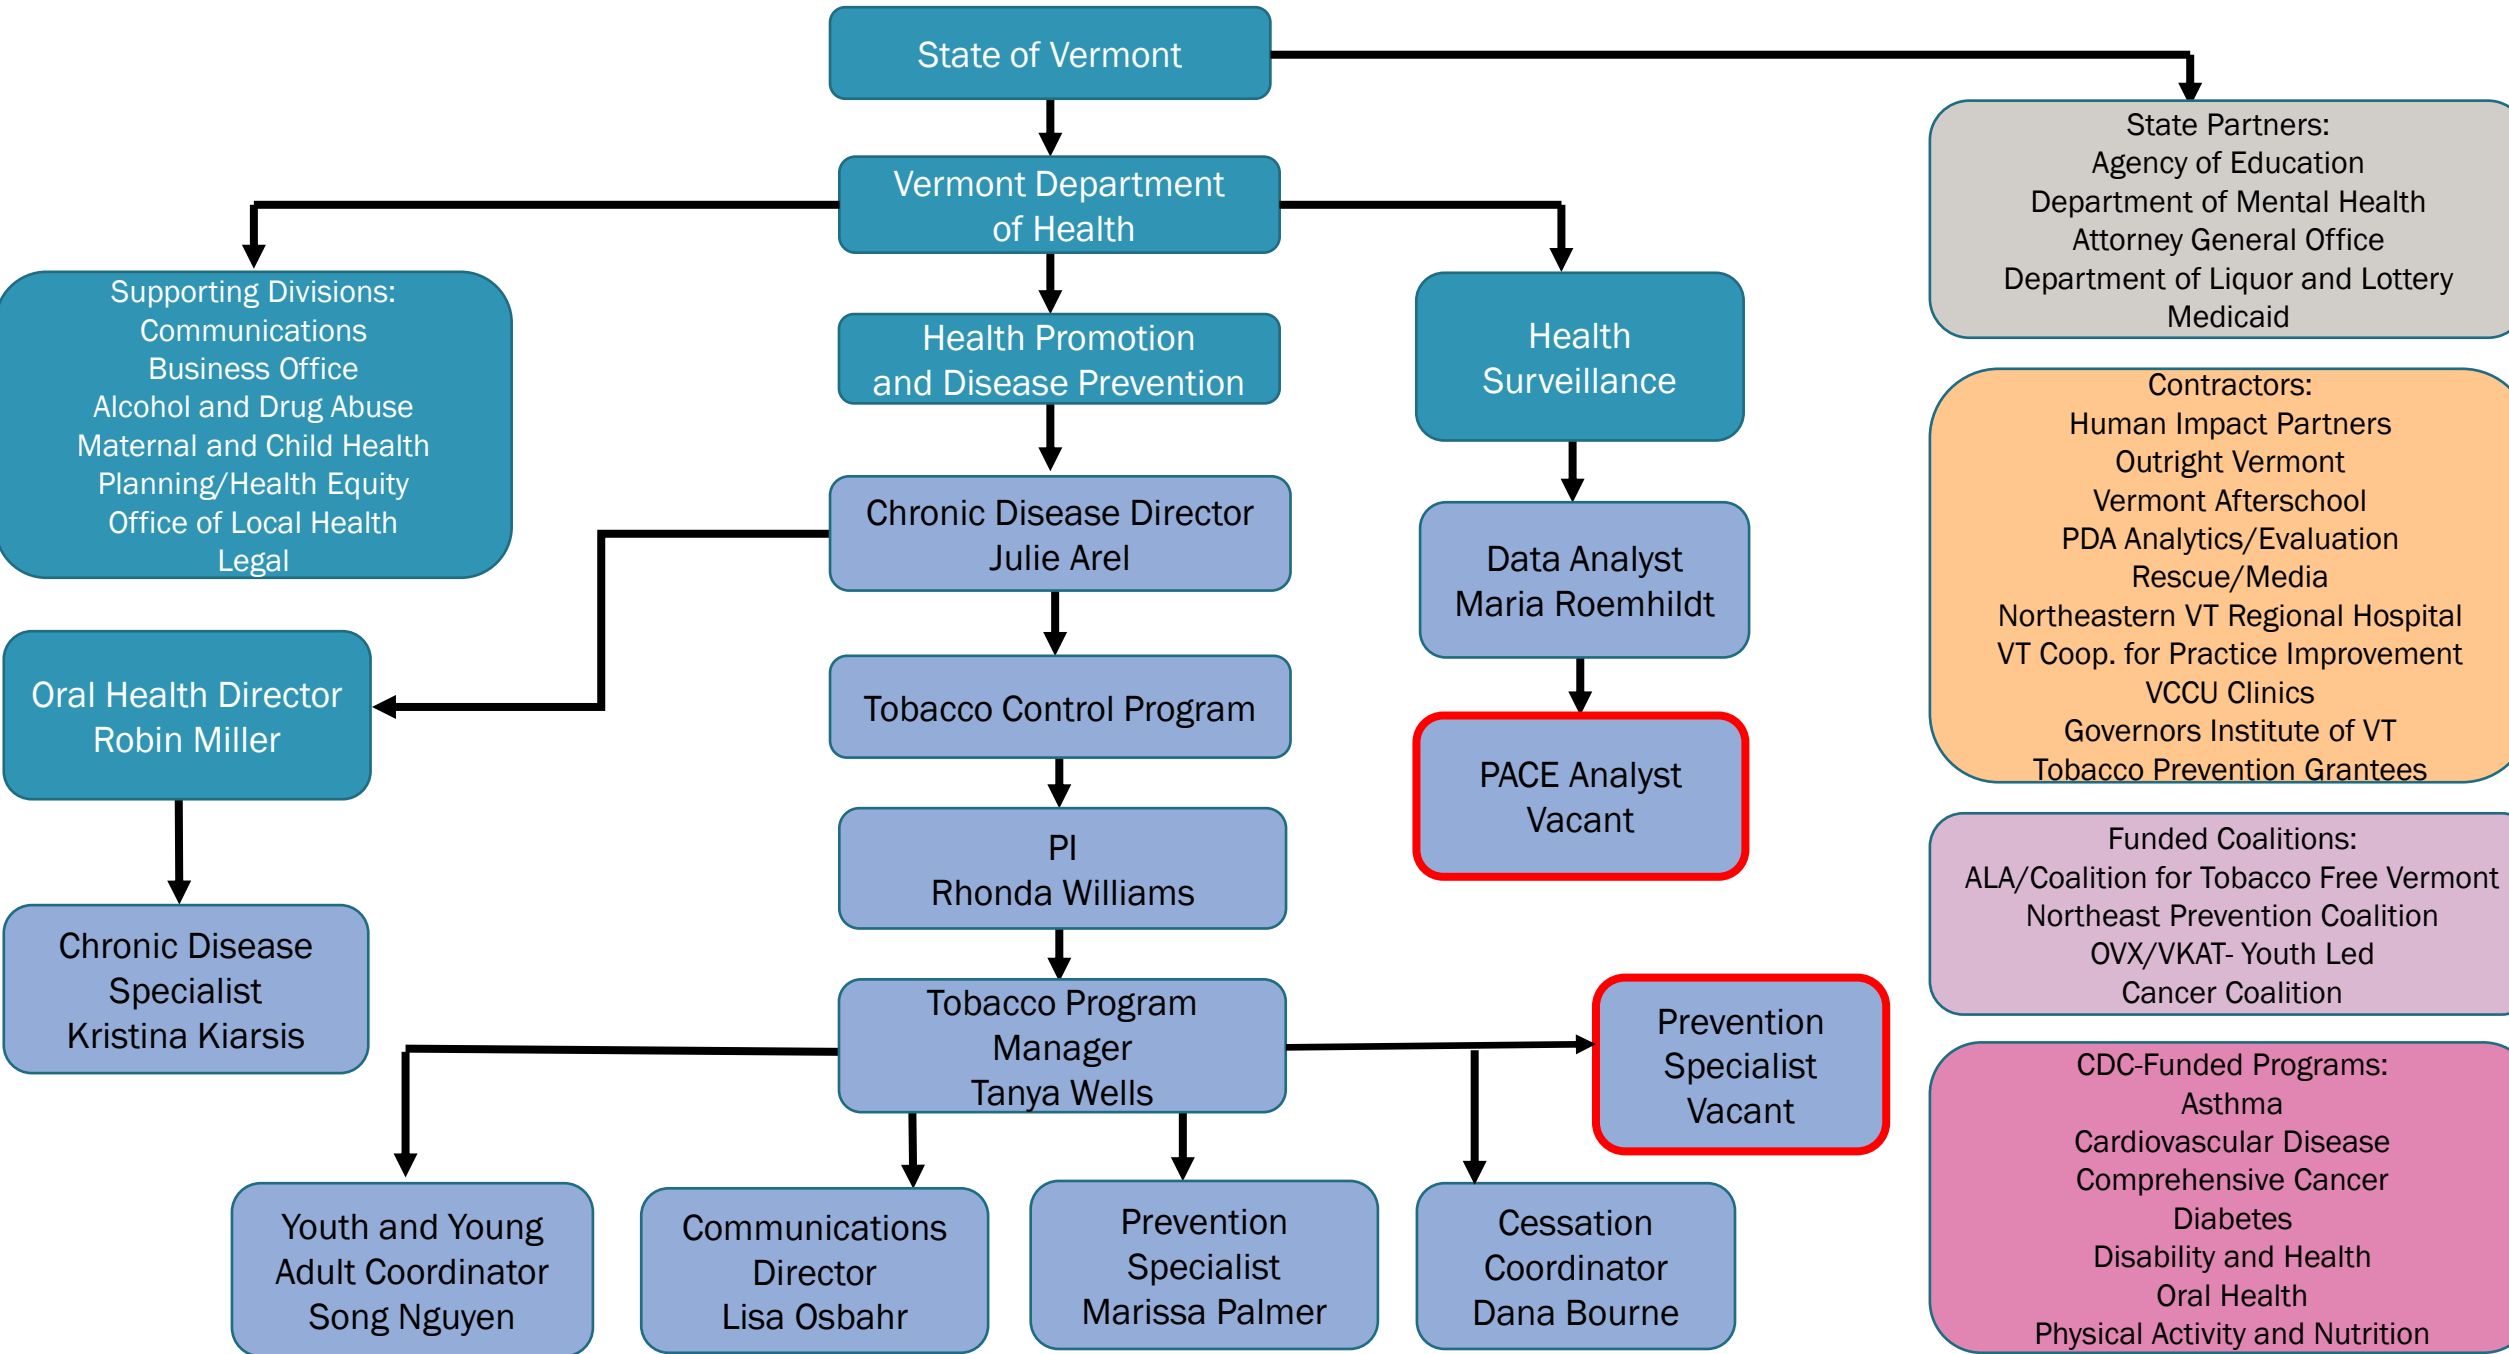 State of Vermont
Vermont Department
of Health
Supporting Divisions:
Communications
Business Office
Alcohol and Drug Abuse
Maternal and Child Health
Planning/Health Equity
Office of Local Health
Legal
Health Promotion
and Disease Prevention
Health
Surveillance
Chronic Disease Director
Julie Arel
Data Analyst
Maria Roemhildt
Oral Health Director
Robin Miller
Tobacco Control Program
PACE Analyst
Vacant
PI
Rhonda Williams
Chronic Disease
Specialist
Kristina Kiarsis
Tobacco Program
Manager
Tanya Wells
Prevention
Specialist
Vacant
Youth and Young
Adult Coordinator
Song Nguyen
Communications
Director
Lisa Osbahr
Prevention
Specialist
Marissa Palmer
Cessation
Coordinator
Dana Bourne
State Partners:
Agency of Education
Department of Mental Health
Attorney General Office
Department of Liquor and Lottery
Medicaid
Contractors:
Human Impact Partners
Outright Vermont
Vermont Afterschool
PDA Analytics/Evaluation
Rescue/Media
Northeastern VT Regional Hospital
VT Coop. for Practice Improvement
VCCU Clinics
Governors Institute of VT
Tobacco Prevention Grantees
Funded Coalitions:
ALA/Coalition for Tobacco Free Vermont
Northeast Prevention Coalition
OVX/VKAT- Youth Led
Cancer Coalition
CDC-Funded Programs:
Asthma
Cardiovascular Disease
Comprehensive Cancer
Diabetes
Disability and Health
Oral Health
Physical Activity and Nutrition